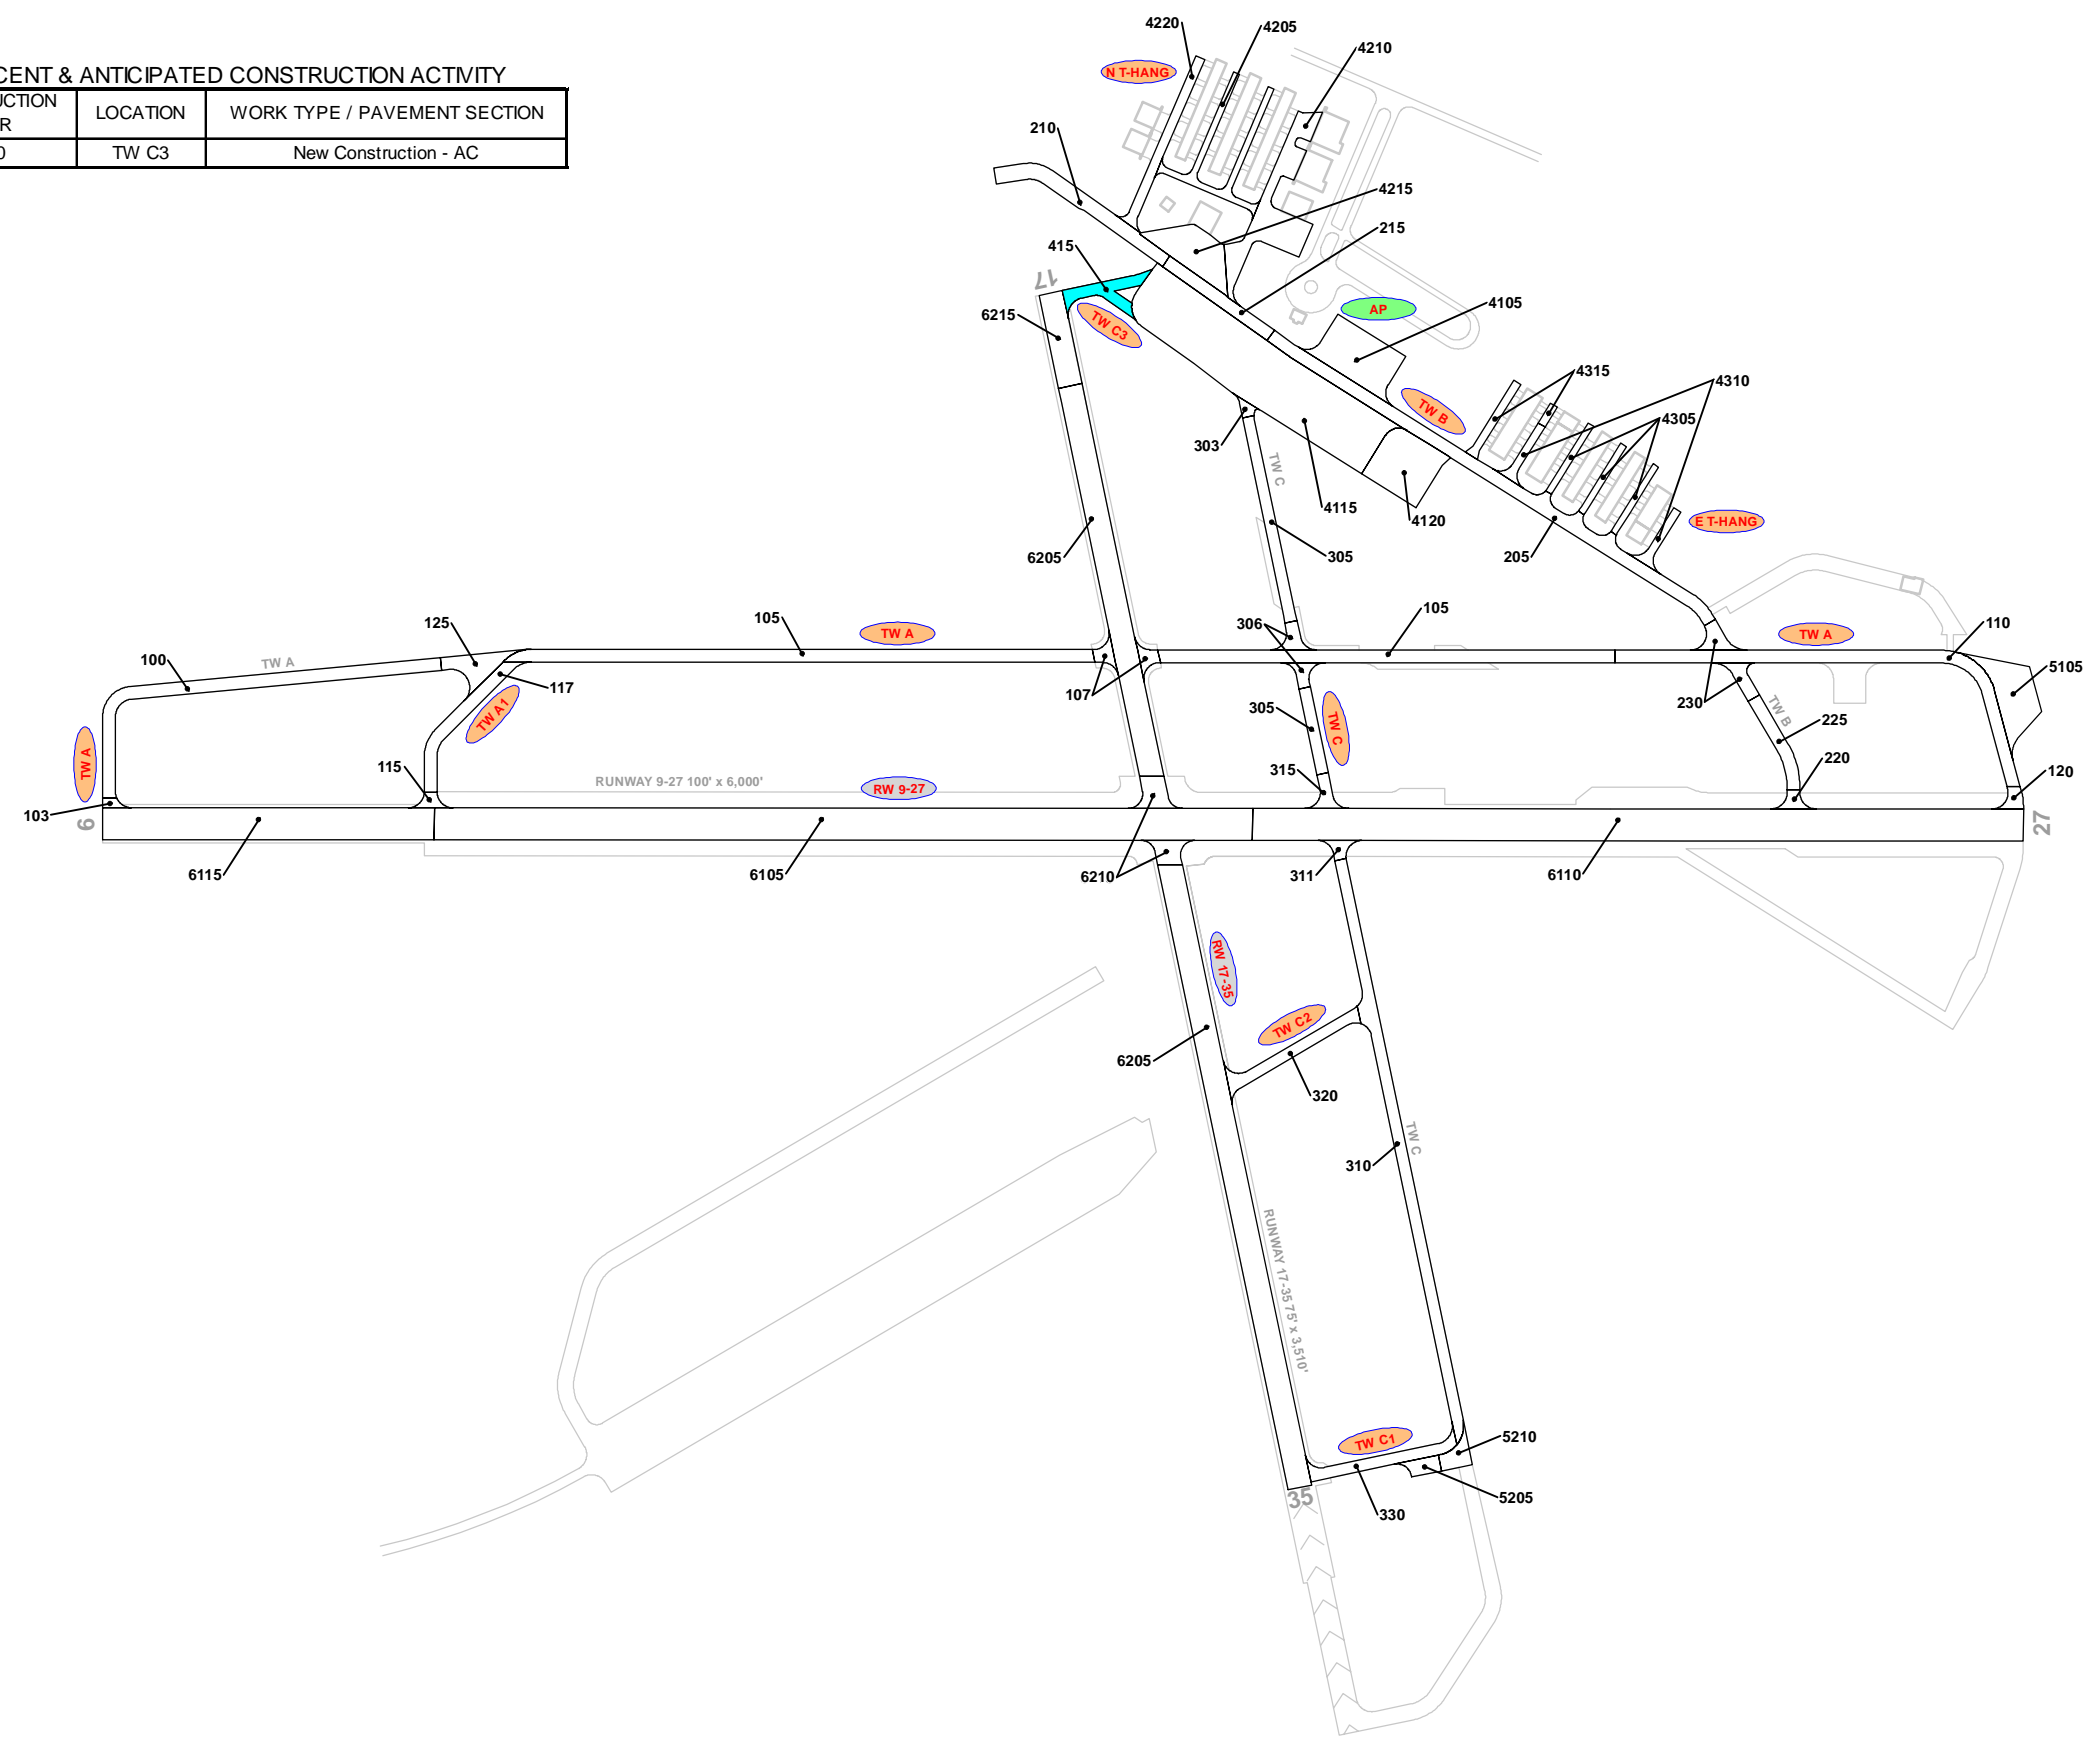 4220
4205
4210
CENT & ANTICIPATED CONSTRUCTION ACTIVITY
UCTION
R
LOCATION
WORK TYPE / PAVEMENT SECTION
0
TW C3
New Construction - AC
N T-HANG
210
4215
215
415
17
6215
TW C3
AP
4105
TW B
4315
4310
4305
303
TW C
4115
4120
E T-HANG
6205
305
205
125
105
TW A
306
105
TW A
110
100
TW A
117
5105
107
230
TW A1
305
TW C
TW B
225
TW A
115
RUNWAY 9-27 100' x 6,000'
RW 9-27
315
220
120
103
9
27
6115
6105
6210
311
6110
RW 17-35
TW C2
6205
320
TW C
310
RUNWAY 17-35 75' x 3,510'
TW C1
5210
35
5205
330